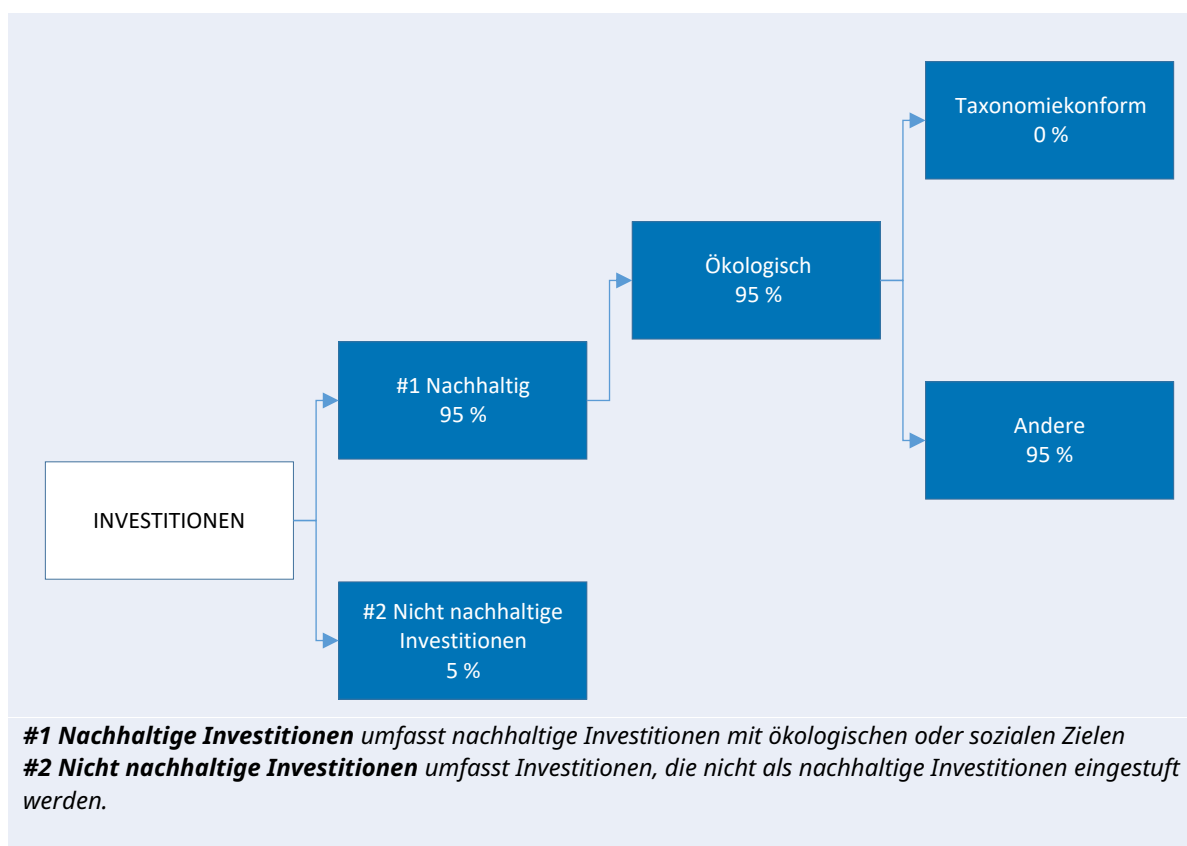 Taxonomiekonform
0 %
Ökologisch
95 %
#1 Nachhaltig
95 %
Andere
95 %
INVESTITIONEN
#2 Nicht nachhaltige
Investitionen
5 %
#1 Nachhaltige Investitionen umfasst nachhaltige Investitionen mit ökologischen oder sozialen Zielen
#2 Nicht nachhaltige Investitionen umfasst Investitionen, die nicht als nachhaltige Investitionen eingestuft
werden.